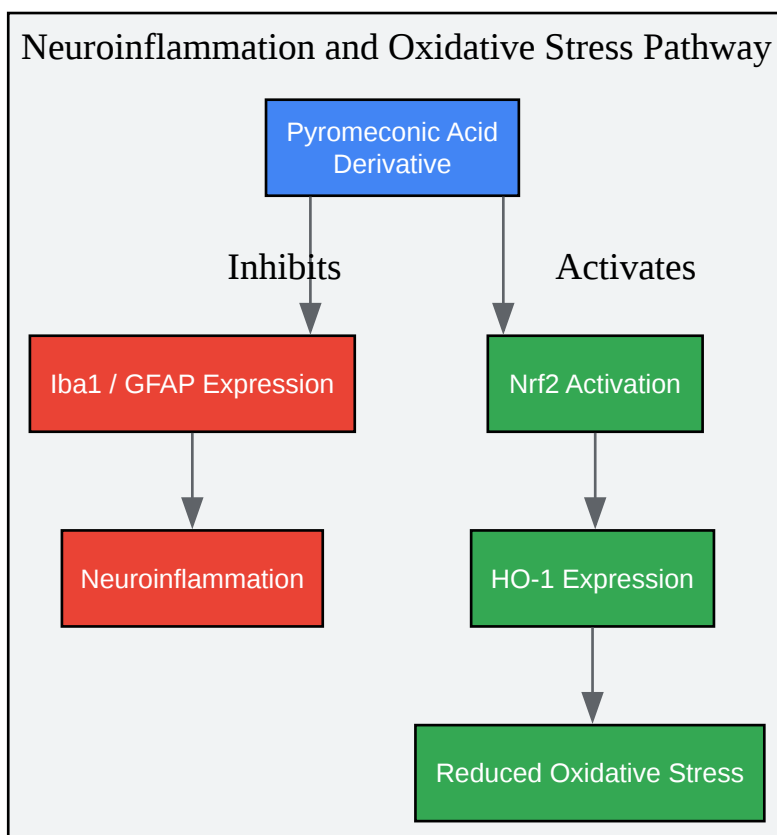 Neuroinflammation and Oxidative Stress Pathway
Pyromeconic Acid
Derivative
Inhibits
Activates
Iba1 / GFAP Expression
Nrf2 Activation
Neuroinflammation
HO-1 Expression
Reduced Oxidative Stress